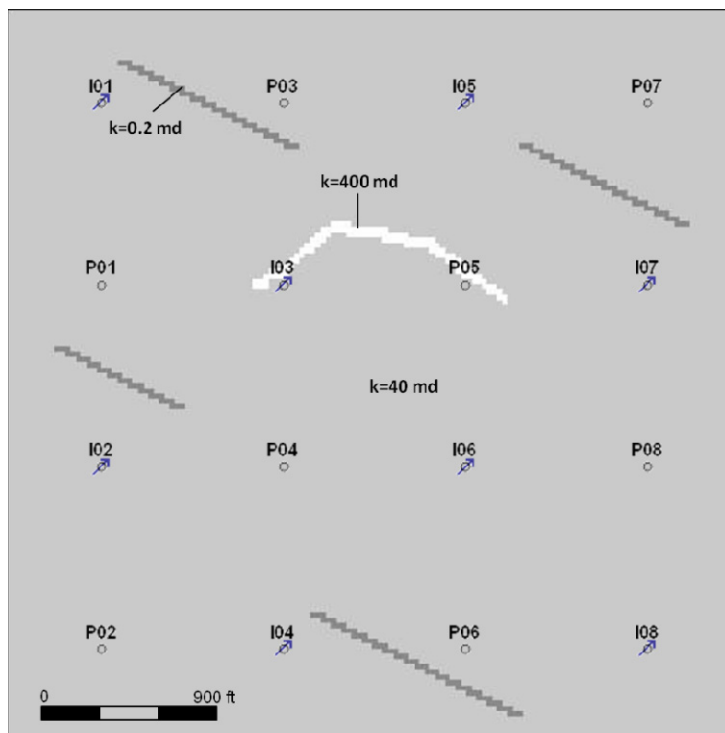 I01 P03 I05 P07
k=0.2 md
k=400 md
P01 I03 P05 I07
k=40 md
I02 P04 I06 P08
P02 I04 P06 I08
0 900 ft